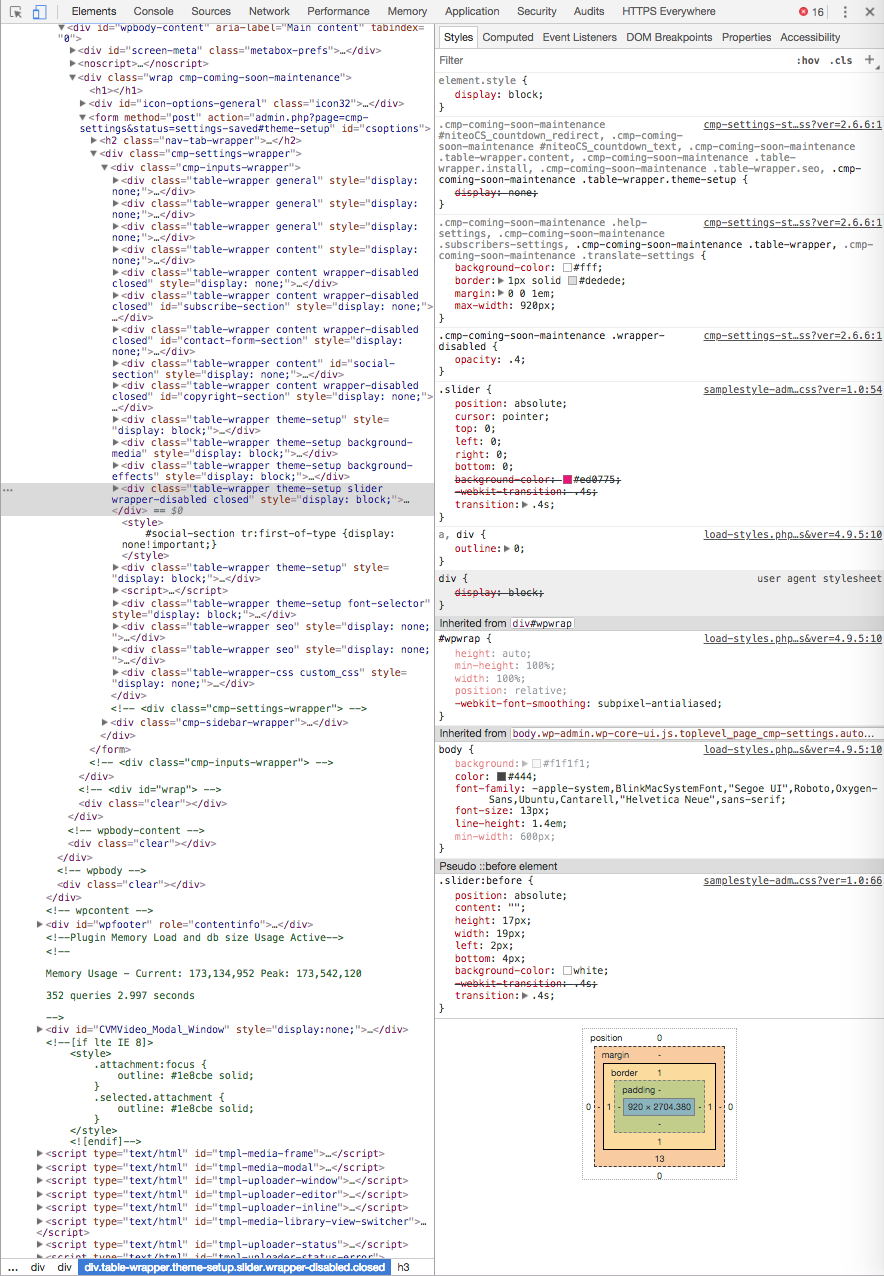 Elements Console Sources Network Performance Memory Application Security Audits HTTPS Everywhere 16
▼<div id="wpbody-content" aria-label="Main content" tabindex=
"0">
▶<div id="screen-meta" class="metabox-prefs">…</div>
▶<noscript>…</noscript>
▼<div class="wrap cmp-coming-soon-maintenance">
<h1></h1>
▶<div id="icon-options-general" class="icon32">…</div>
▼<form method="post" action="admin.php?page=cmp-
settings&status=settings-saved#theme-setup" id="csoptions">
▶<h2 class="nav-tab-wrapper">…</h2>
▼<div class="cmp-settings-wrapper">
▼<div class="cmp-inputs-wrapper">
▶<div class="table-wrapper general" style="display:
none;">…</div>
▶<div class="table-wrapper general" style="display:
none;">…</div>
▶<div class="table-wrapper general" style="display:
none;">…</div>
▶<div class="table-wrapper content" style="display:
none;">…</div>
▶<div class="table-wrapper content wrapper-disabled
closed" style="display: none;">…</div>
▶<div class="table-wrapper content wrapper-disabled
closed" id="subscribe-section" style="display: none;">
…</div>
▶<div class="table-wrapper content wrapper-disabled
closed" id="contact-form-section" style="display:
none;">…</div>
▶<div class="table-wrapper content" id="social-
section" style="display: none;">…</div>
▶<div class="table-wrapper content wrapper-disabled
closed" id="copyright-section" style="display: none;">
…</div>
▶<div class="table-wrapper theme-setup" style=
"display: block;">…</div>
▶<div class="table-wrapper theme-setup background-
media" style="display: block;">…</div>
▶<div class="table-wrapper theme-setup background-
effects" style="display: block;">…</div>
… ▶<div class="table-wrapper theme-setup slider
wrapper-disabled closed" style="display: block;">…
</div> == $0
<style>
#social-section tr:first-of-type {display:
none!important;}
</style>
▶<div class="table-wrapper theme-setup" style=
"display: block;">…</div>
▶<script>…</script>
▶<div class="table-wrapper theme-setup font-selector"
style="display: block;">…</div>
▶<div class="table-wrapper seo" style="display: none;
">…</div>
▶<div class="table-wrapper seo" style="display: none;
">…</div>
▶<div class="table-wrapper-css custom_css" style=
"display: none;">…</div>
</div>
<!-- <div class="cmp-settings-wrapper"> -->
▶<div class="cmp-sidebar-wrapper">…</div>
</div>
</form>
<!-- <div class="cmp-inputs-wrapper"> -->
</div>
<!-- <div id="wrap"> -->
<div class="clear"></div>
</div>
<!-- wpbody-content -->
<div class="clear"></div>
</div>
<!-- wpbody -->
<div class="clear"></div>
</div>
<!-- wpcontent -->
▶<div id="wpfooter" role="contentinfo">…</div>
<!--Plugin Memory Load and db size Usage Active-->
<!--
Memory Usage - Current: 173,134,952 Peak: 173,542,120
352 queries 2.997 seconds
-->
▶<div id="CVMVideo_Modal_Window" style="display:none;">…</div>
<!--[if lte IE 8]>
<style>
.attachment:focus {
outline: #1e8cbe solid;
}
.selected.attachment {
outline: #1e8cbe solid;
}
</style>
<![endif]-->
▶<script type="text/html" id="tmpl-media-frame">…</script>
▶<script type="text/html" id="tmpl-media-modal">…</script>
▶<script type="text/html" id="tmpl-uploader-window">…</script>
▶<script type="text/html" id="tmpl-uploader-editor">…</script>
▶<script type="text/html" id="tmpl-uploader-inline">…</script>
▶<script type="text/html" id="tmpl-media-library-view-switcher">…
</script>
▶<script type="text/html" id="tmpl-uploader-status">…</script>
▶<script type="text/html" id="tmpl-uploader-status-error">…
… div div div.table-wrapper.theme-setup.slider.wrapper-disabled.closed h3
Styles Computed Event Listeners DOM Breakpoints Properties Accessibility
Filter :hov .cls +
element.style {
display: block;
}
.cmp-coming-soon-maintenance cmp-settings-st…ss?ver=2.6.6:1
#niteoCS_countdown_redirect, .cmp-coming-
soon-maintenance #niteoCS_countdown_text, .cmp-coming-soon-maintenance
.table-wrapper.content, .cmp-coming-soon-maintenance .table-
wrapper.install, .cmp-coming-soon-maintenance .table-wrapper.seo, .cmp-
coming-soon-maintenance .table-wrapper.theme-setup {
display: none;
}
.cmp-coming-soon-maintenance .help- cmp-settings-st…ss?ver=2.6.6:1
settings, .cmp-coming-soon-maintenance
.subscribers-settings, .cmp-coming-soon-maintenance .table-wrapper, .cmp-
coming-soon-maintenance .translate-settings {
background-color: #fff;
border:▶1px solid #dedede;
margin:▶0 0 1em;
max-width: 920px;
}
.cmp-coming-soon-maintenance .wrapper- cmp-settings-st…ss?ver=2.6.6:1
disabled {
opacity: .4;
}
.slider { samplestyle-adm…css?ver=1.0:54
position: absolute;
cursor: pointer;
top: 0;
left: 0;
right: 0;
bottom: 0;
background-color: #ed0775;
-webkit-transition: .4s;
transition:▶.4s;
}
a, div { load-styles.php…s&ver=4.9.5:10
outline:▶0;
}
div { user agent stylesheet
display: block;
}
Inherited from div#wpwrap
#wpwrap { load-styles.php…s&ver=4.9.5:10
height: auto;
min-height: 100%;
width: 100%;
position: relative;
-webkit-font-smoothing: subpixel-antialiased;
}
Inherited from body.wp-admin.wp-core-ui.js.toplevel_page_cmp-settings.auto…
body { load-styles.php…s&ver=4.9.5:10
background:▶#f1f1f1;
color: #444;
font-family: -apple-system,BlinkMacSystemFont,"Segoe UI",Roboto,Oxygen-
Sans,Ubuntu,Cantarell,"Helvetica Neue",sans-serif;
font-size: 13px;
line-height: 1.4em;
min-width: 600px;
}
Pseudo ::before element
.slider:before { samplestyle-adm…css?ver=1.0:66
position: absolute;
content: "";
height: 17px;
width: 19px;
left: 2px;
bottom: 4px;
background-color: white;
-webkit-transition: .4s;
transition:▶.4s;
}
position 0
margin -
border 1
padding -
0 - 1 - 920 × 2704.380 - 1 - 0
-
1
13
0